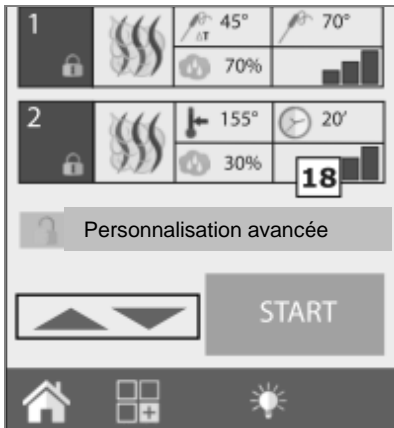 1 45° 70°
ΔT
70%
2 155° 20'
30%
18
Personnalisation avancée
START